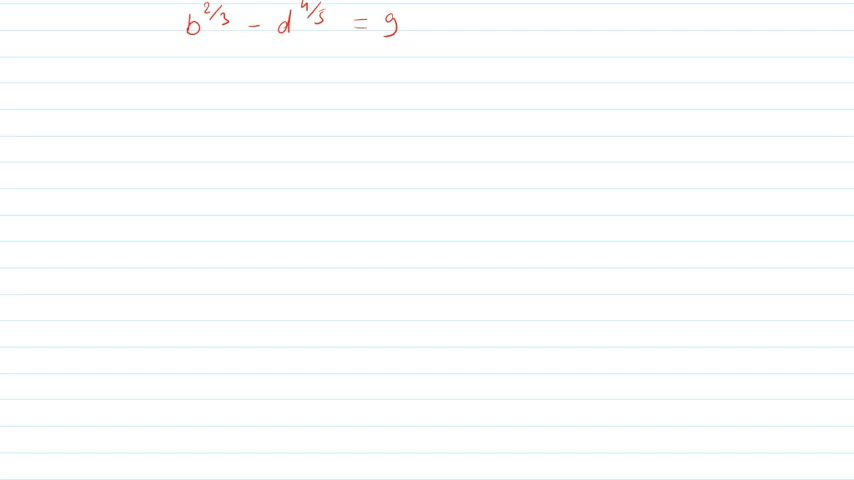 b^{2/3} - d^{4/5} = 9